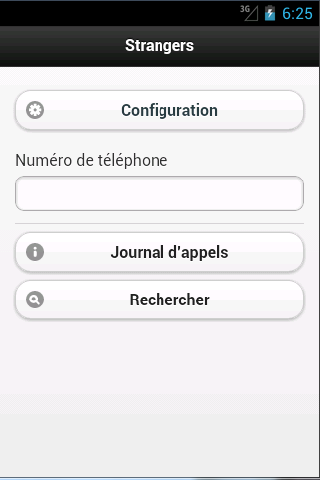 3G 6:25
Strangers
Configuration
Numéro de téléphone
Journal d'appels
Rechercher